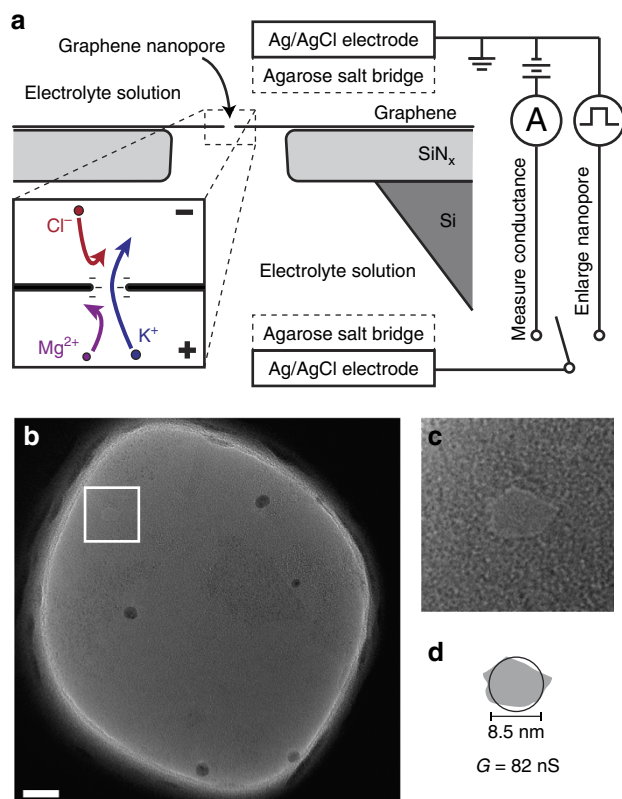 a
Graphene nanopore
Electrolyte solution
Ag/AgCl electrode
Agarose salt bridge
Graphene
SiNₓ
Si
A
Measure conductance
Enlarge nanopore
Cl⁻
−
Mg²⁺
K⁺
+
Electrolyte solution
Agarose salt bridge
Ag/AgCl electrode
b
c
d
8.5 nm
G = 82 nS